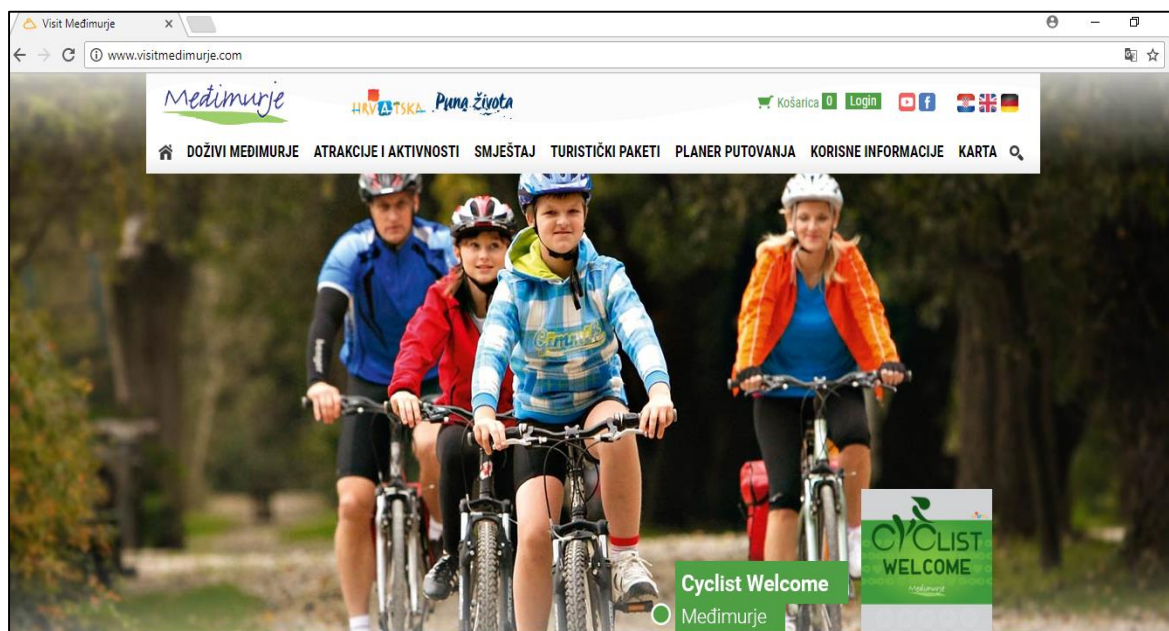 Visit Međimurje
www.visitmedimurje.com
Međimurje
HRVATSKA Puna života
Košarica 0 Login
DOŽIVI MEĐIMURJE ATRAKCIJE I AKTIVNOSTI SMJEŠTAJ TURISTIČKI PAKETI PLANER PUTOVANJA KORISNE INFORMACIJE KARTA
CYCLIST
WELCOME
Međimurje
Cyclist Welcome
Međimurje